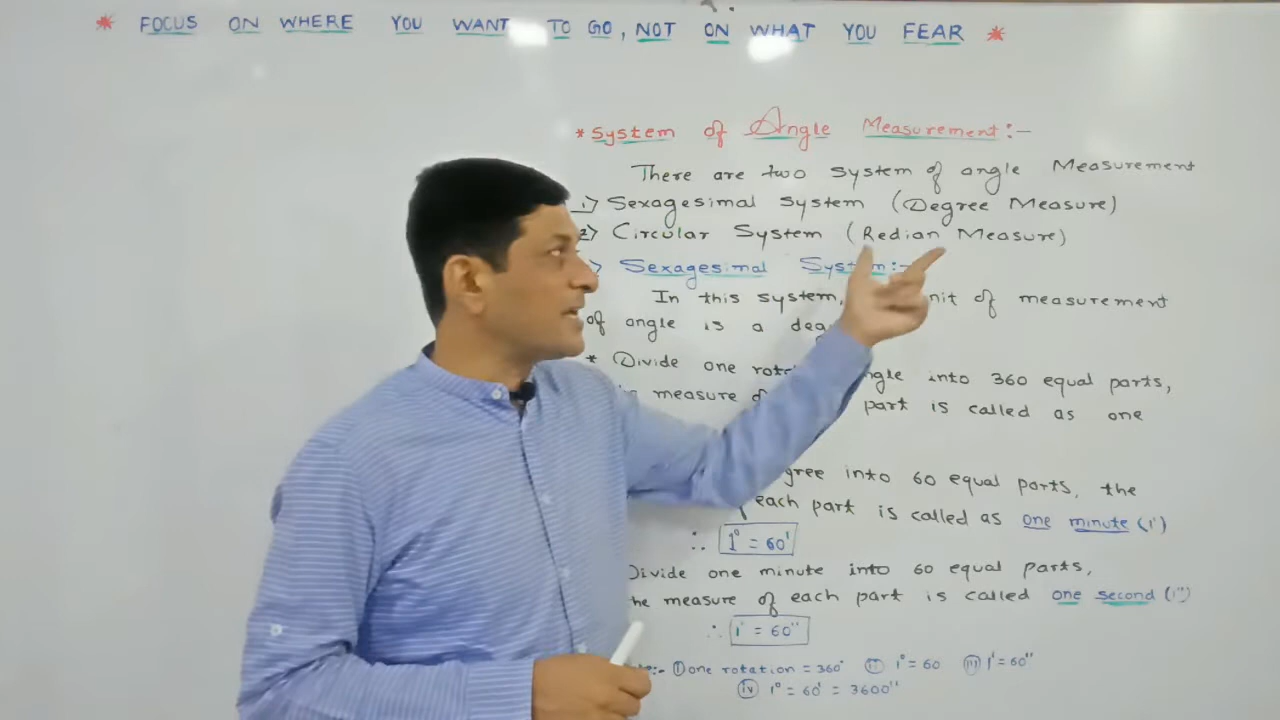 * FOCUS ON WHERE YOU WANT TO GO, NOT ON WHAT YOU FEAR *
* System of Angle Measurement:-
There are two system of angle Measurement
1) Sexagesimal System (Degree Measure)
2) Circular System (Redian Measure)
) Sexagesimal System:-
In this system, unit of measurement
of angle is a
* Divide one into 360 equal parts,
measure part is called as one
into 60 equal parts, the
each part is called as one minute (1')
∴ 1° = 60'
Divide one minute into 60 equal parts,
the measure of each part is called one second (1")
∴ 1' = 60"
(i) one rotation = 360° (ii) 1° = 60 (iii) 1' = 60"
(iv) 1° = 60' = 3600"